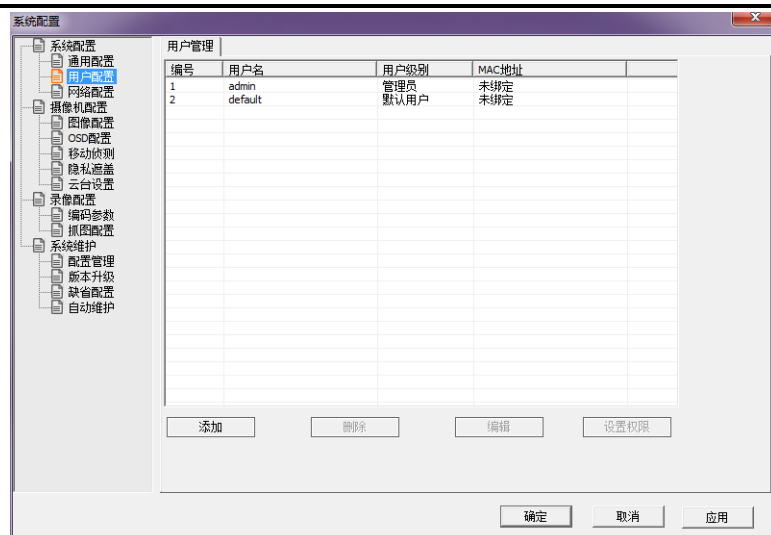 系统配置
系统配置
通用配置
用户配置
网络配置
摄像机配置
图像配置
OSD配置
移动侦测
隐私遮盖
云台设置
录像配置
编码参数
抓图配置
系统维护
配置管理
版本升级
缺省配置
自动维护
用户管理
编号 用户名 用户级别 MAC地址
1 admin 管理员 未绑定
2 default 默认用户 未绑定
添加 删除 编辑 设置权限
确定 取消 应用